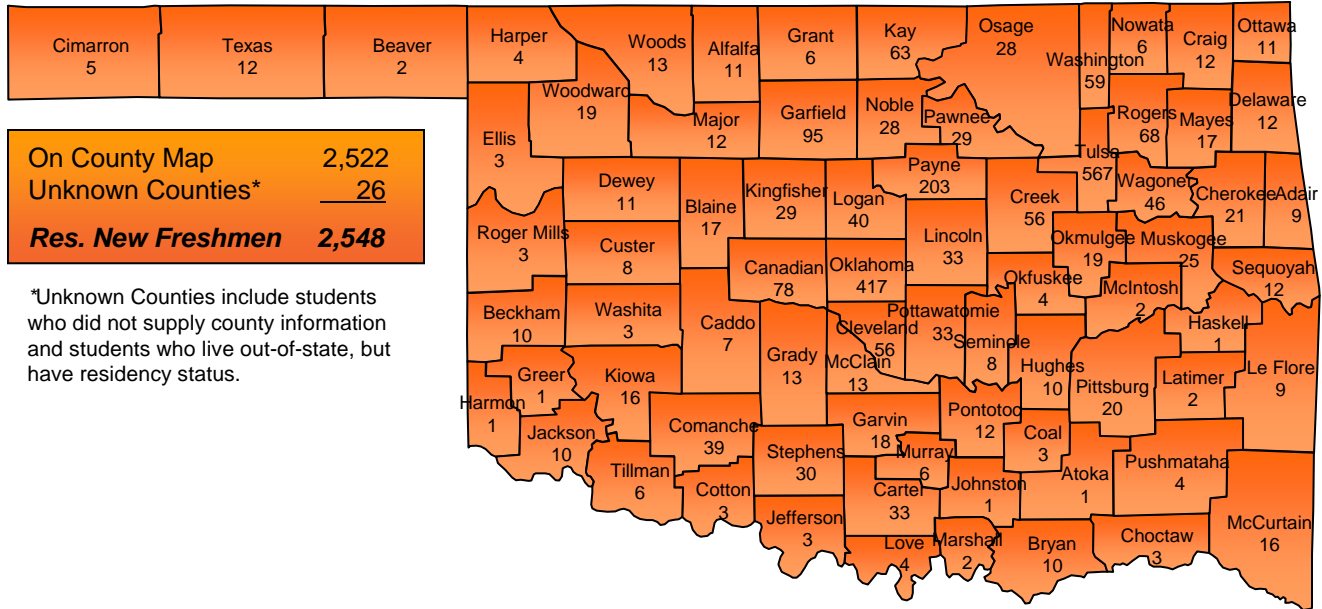 Cimarron
5
Texas
12
Beaver
2
Harper
4
Woods
13
Alfalfa
11
Grant
6
Kay
63
Osage
28
Washington
59
Nowata
6
Craig
12
Ottawa
11
Woodward
19
Ellis
3
Major
12
Garfield
95
Noble
28
Pawnee
29
Rogers
68
Mayes
17
Delaware
12
Tulsa
567
On County Map 2,522
Unknown Counties* 26
Res. New Freshmen 2,548
*Unknown Counties include students
who did not supply county information
and students who live out-of-state, but
have residency status.
Dewey
11
Blaine
17
Kingfisher
29
Logan
40
Payne
203
Creek
56
Wagoner
46
Cherokee
21
Adair
9
Roger Mills
3
Custer
8
Canadian
78
Oklahoma
417
Lincoln
33
Okmulgee
19
Muskogee
25
Okfuskee
4
McIntosh
2
Sequoyah
12
Beckham
10
Washita
3
Caddo
7
Grady
13
Cleveland
56
McClain
13
Pottawatomie
33
Seminole
8
Hughes
10
Pittsburg
20
Haskell
1
Latimer
2
Le Flore
9
Harmon
1
Greer
1
Kiowa
16
Jackson
10
Comanche
39
Tillman
6
Cotton
3
Stephens
30
Jefferson
3
Garvin
18
Murray
6
Carter
33
Love
4
Pontotoc
12
Johnston
1
Marshall
2
Coal
3
Atoka
1
Bryan
10
Pushmataha
4
Choctaw
3
McCurtain
16